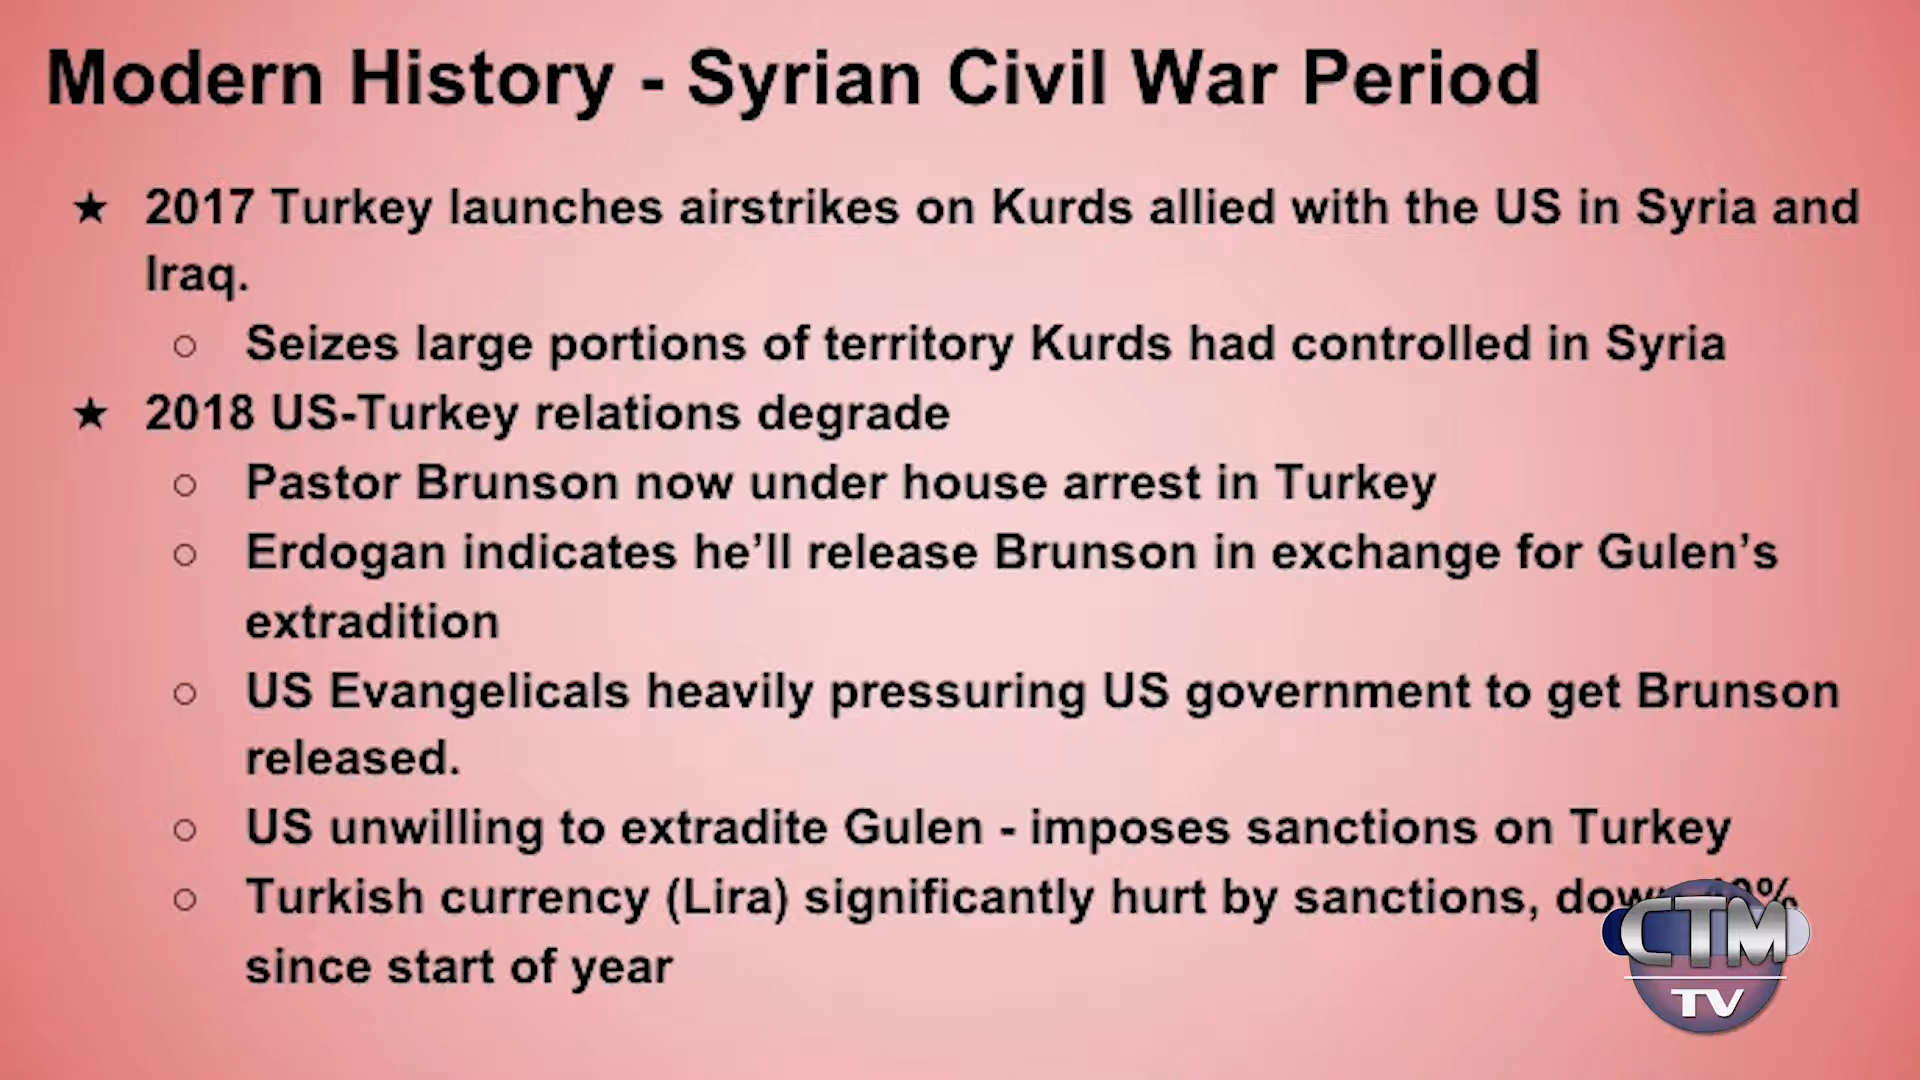 Modern History - Syrian Civil War Period
★ 2017 Turkey launches airstrikes on Kurds allied with the US in Syria and
Iraq.
○ Seizes large portions of territory Kurds had controlled in Syria
★ 2018 US-Turkey relations degrade
○ Pastor Brunson now under house arrest in Turkey
○ Erdogan indicates he’ll release Brunson in exchange for Gulen’s
extradition
○ US Evangelicals heavily pressuring US government to get Brunson
released.
○ US unwilling to extradite Gulen - imposes sanctions on Turkey
○ Turkish currency (Lira) significantly hurt by sanctions, down
since start of year
CTM
TV